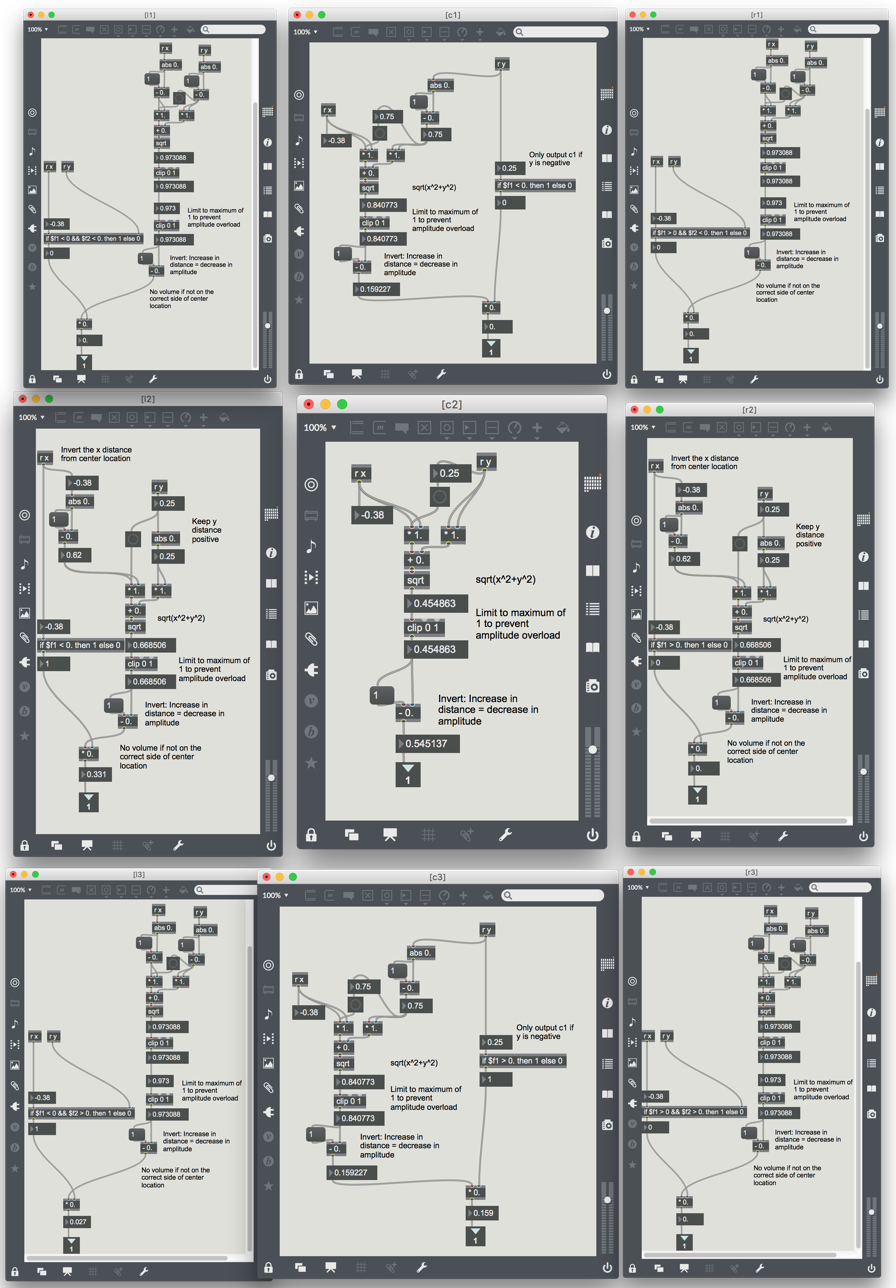 [l1]
100%
r x
r y
abs 0.
1
1
- 0.
- 0.
* 1.
* 1.
+ 0.
sqrt
0.973088
clip 0 1
0.973088
r x
r y
0.973
Limit to maximum of
1 to prevent
amplitude overload
-0.38
clip 0 1
if $f1 < 0 && $f2 < 0. then 1 else 0
0.973088
0
1
Invert: Increase in
distance = decrease in
amplitude
- 0.
No volume if not on the
correct side of center
location
* 0.
0.
1
[c1]
100%
r y
abs 0.
1
r x
0.75
- 0.
-0.38
0.75
* 1.
* 1.
Only output c1 if
y is negative
+ 0.
0.25
sqrt
sqrt(x^2+y^2)
if $f1 < 0. then 1 else 0
0.840773
0
clip 0 1
Limit to maximum of
1 to prevent
amplitude overload
0.840773
1
- 0.
Invert: Increase in
distance = decrease in
amplitude
0.159227
* 0.
0.
1
[r1]
100%
r x
r y
abs 0.
1
1
- 0.
- 0.
* 1.
* 1.
+ 0.
sqrt
0.973088
clip 0 1
0.973088
r x
r y
0.973
Limit to maximum of
1 to prevent
amplitude overload
-0.38
clip 0 1
if $f1 > 0 && $f2 < 0. then 1 else 0
0.973088
0
1
Invert: Increase in
distance = decrease in
amplitude
- 0.
No volume if not on the
correct side of center
location
* 0.
0.
1
[l2]
100%
r x
Invert the x distance
from center location
-0.38
abs 0.
r y
0.25
1
- 0.
0.62
Keep y
distance
positive
abs 0.
0.25
* 1.
* 1.
+ 0.
sqrt
sqrt(x^2+y^2)
-0.38
if $f1 < 0. then 1 else 0
0.668506
1
clip 0 1
Limit to maximum of
1 to prevent
amplitude overload
0.668506
1
- 0.
Invert: Increase in
distance = decrease in
amplitude
No volume if not on the
correct side of center
location
* 0.
0.331
1
[c2]
100%
r x
0.25
r y
-0.38
* 1.
* 1.
+ 0.
sqrt
sqrt(x^2+y^2)
0.454863
clip 0 1
Limit to maximum of
1 to prevent
amplitude overload
0.454863
1
- 0.
Invert: Increase in
distance = decrease in
amplitude
0.545137
1
[r2]
100%
r x
Invert the x distance
from center location
-0.38
abs 0.
r y
0.25
1
- 0.
0.62
Keep y
distance
positive
abs 0.
0.25
* 1.
* 1.
+ 0.
sqrt
sqrt(x^2+y^2)
-0.38
if $f1 > 0. then 1 else 0
0.668506
0
clip 0 1
Limit to maximum of
1 to prevent
amplitude overload
0.668506
1
- 0.
Invert: Increase in
distance = decrease in
amplitude
No volume if not on the
correct side of center
location
* 0.
0.
1
[l3]
100%
r x
r y
abs 0.
abs 0.
1
1
- 0.
- 0.
* 1.
* 1.
+ 0.
sqrt
0.973088
r x
r y
clip 0 1
0.973088
0.973
Limit to maximum of
1 to prevent
amplitude overload
-0.38
clip 0 1
if $f1 < 0 && $f2 > 0. then 1 else 0
0.973088
1
1
Invert: Increase in
distance = decrease in
amplitude
- 0.
No volume if not on the
correct side of center
location
* 0.
0.027
1
[c3]
100%
r y
abs 0.
1
r x
0.75
- 0.
-0.38
0.75
* 1.
* 1.
Only output c1 if
y is negative
+ 0.
0.25
sqrt
sqrt(x^2+y^2)
if $f1 > 0. then 1 else 0
0.840773
1
clip 0 1
Limit to maximum of
1 to prevent
amplitude overload
0.840773
1
- 0.
Invert: Increase in
distance = decrease in
amplitude
0.159227
* 0.
0.159
1
[r3]
100%
r x
r y
abs 0.
abs 0.
1
1
- 0.
- 0.
* 1.
* 1.
+ 0.
sqrt
0.973088
r x
r y
clip 0 1
0.973088
0.973
Limit to maximum of
1 to prevent
amplitude overload
-0.38
clip 0 1
if $f1 > 0 && $f2 > 0. then 1 else 0
0.973088
0
1
Invert: Increase in
distance = decrease in
amplitude
- 0.
No volume if not on the
correct side of center
location
* 0.
0.
1